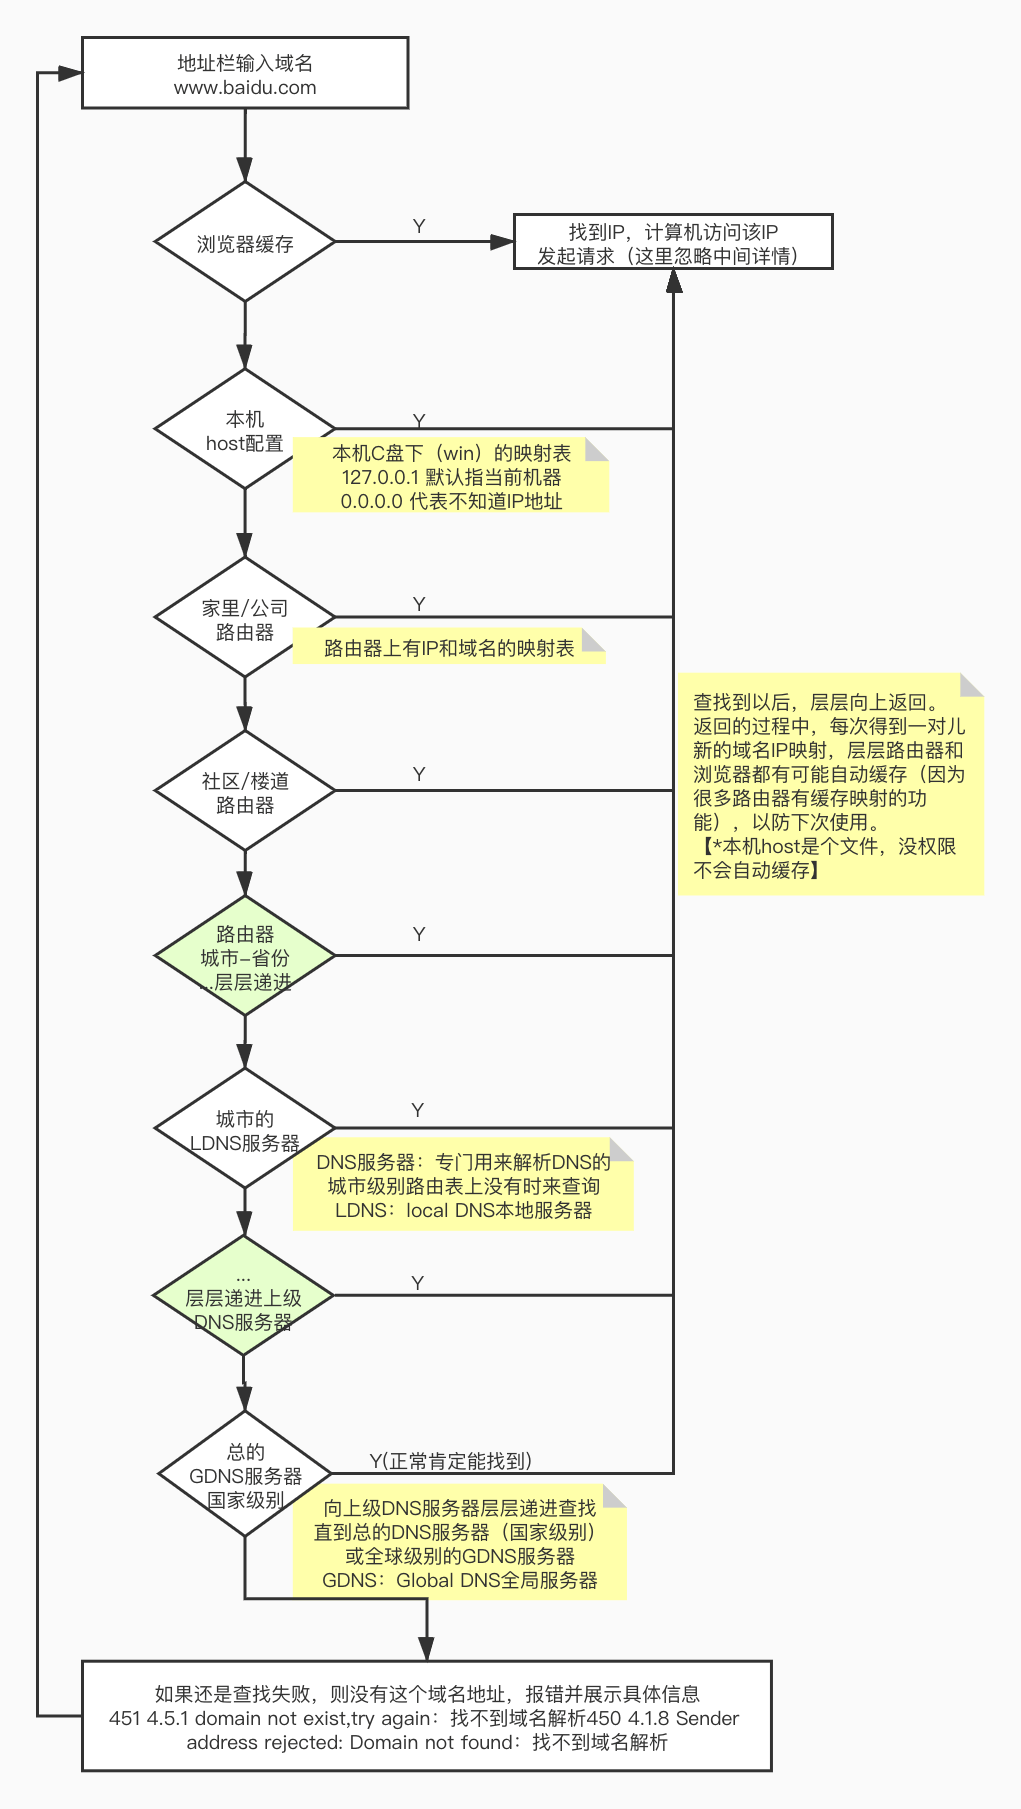 地址栏输入域名
www.baidu.com
浏览器缓存
Y
找到IP，计算机访问该IP
发起请求（这里忽略中间详情）
本机
host配置
Y
本机C盘下（win）的映射表
127.0.0.1 默认指当前机器
0.0.0.0 代表不知道IP地址
家里/公司
路由器
Y
路由器上有IP和域名的映射表
社区/楼道
路由器
Y
查找到以后，层层向上返回。
返回的过程中，每次得到一对儿
新的域名IP映射，层层路由器和
浏览器都有可能自动缓存（因为
很多路由器有缓存映射的功
能），以防下次使用。
【*本机host是个文件，没权限
不会自动缓存】
路由器
城市-省份
...层层递进
Y
城市的
LDNS服务器
Y
DNS服务器：专门用来解析DNS的
城市级别路由表上没有时来查询
LDNS：local DNS本地服务器
...
层层递进上级
DNS服务器
Y
总的
GDNS服务器
国家级别
Y(正常肯定能找到)
向上级DNS服务器层层递进查找
直到总的DNS服务器（国家级别）
或全球级别的GDNS服务器
GDNS：Global DNS全局服务器
如果还是查找失败，则没有这个域名地址，报错并展示具体信息
451 4.5.1 domain not exist,try again：找不到域名解析450 4.1.8 Sender
address rejected: Domain not found：找不到域名解析